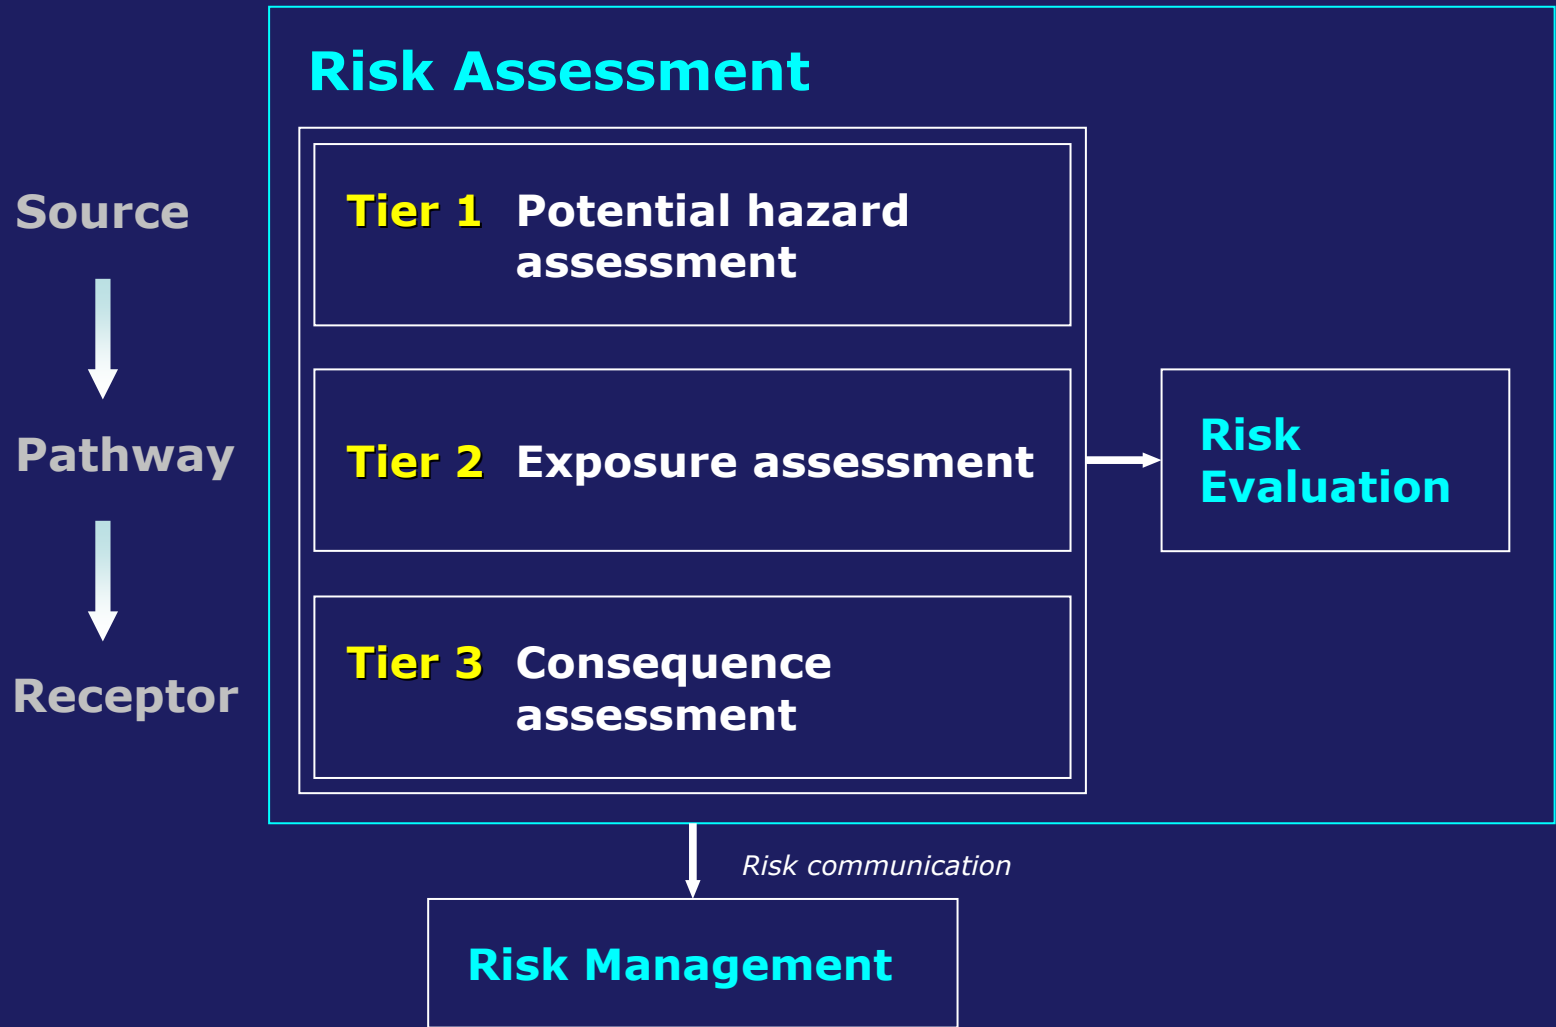 Risk Assessment
Source
Tier 1 Potential hazard
assessment
Pathway
Tier 2 Exposure assessment
Risk
Evaluation
Receptor
Tier 3 Consequence
assessment
Risk communication
Risk Management